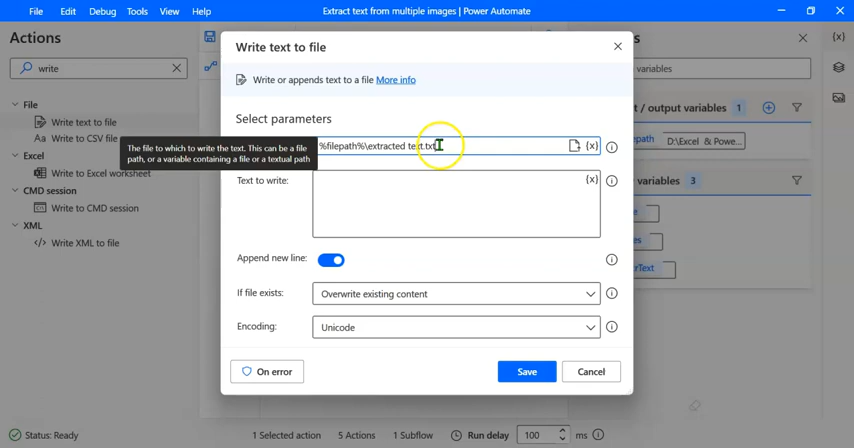 File Edit Debug Tools View Help
Extract text from multiple images | Power Automate
Actions
write
File
Write text to file
Write to CSV file
Excel
Write to Excel worksheet
CMD session
Write to CMD session
XML
Write XML to file
The file to which to write the text. This can be a file
path, or a variable containing a file or a textual path
Write text to file
Write or appends text to a file More info
Select parameters
%filepath%\extracted text.txt
{x}
Text to write:
{x}
Append new line:
If file exists: Overwrite existing content
Encoding: Unicode
On error
Save
Cancel
{x}
variables
t / output variables 1
D:\Excel & Powe...
variables 3
Status: Ready
1 Selected action
5 Actions
1 Subflow
Run delay
100
ms